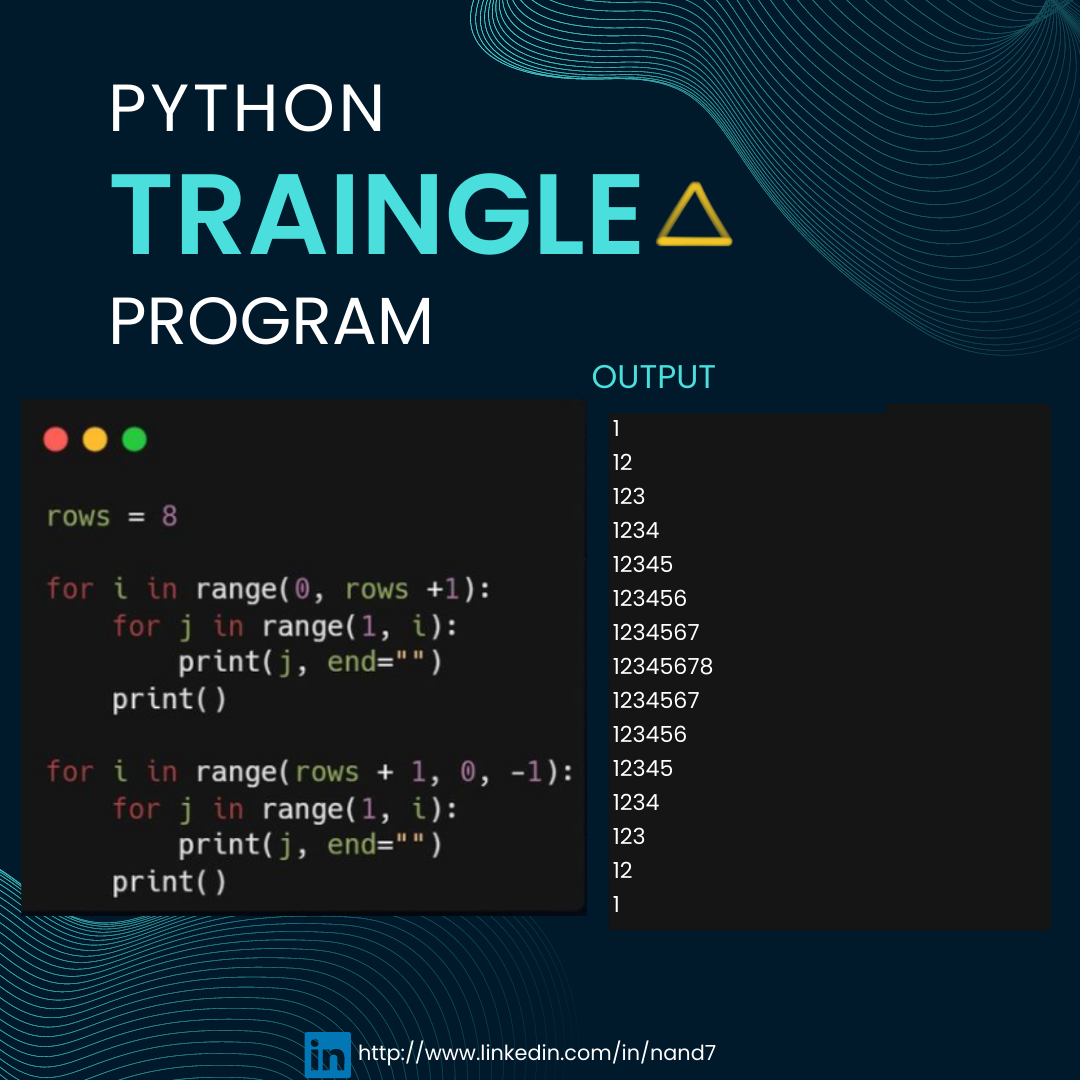 PYTHON
TRAINGLE
PROGRAM
OUTPUT
rows = 8
for i in range(0, rows +1):
    for j in range(1, i):
        print(j, end="")
    print()
for i in range(rows + 1, 0, -1):
    for j in range(1, i):
        print(j, end="")
    print()
1
12
123
1234
12345
123456
1234567
12345678
1234567
123456
12345
1234
123
12
1
in http://www.linkedin.com/in/nand7